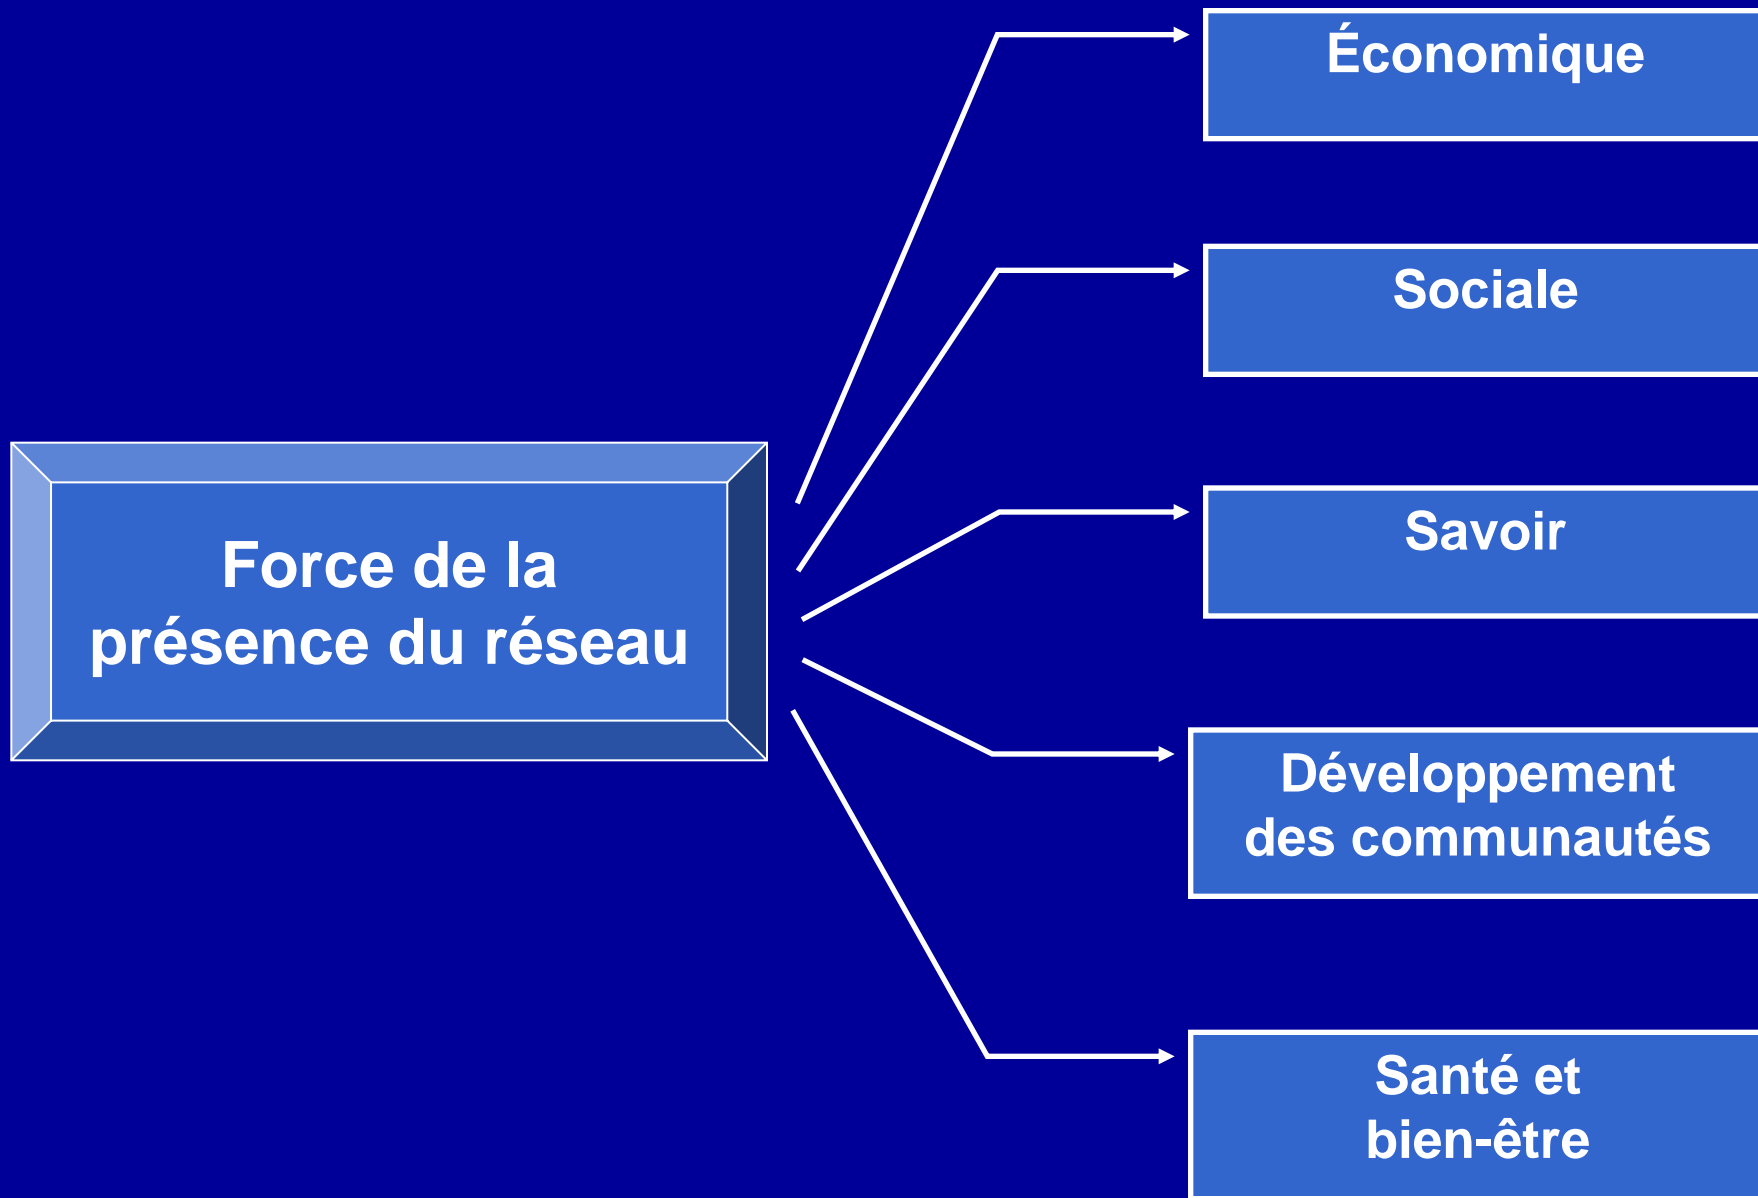 Force de la
présence du réseau
Économique
Sociale
Savoir
Développement
des communautés
Santé et
bien-être